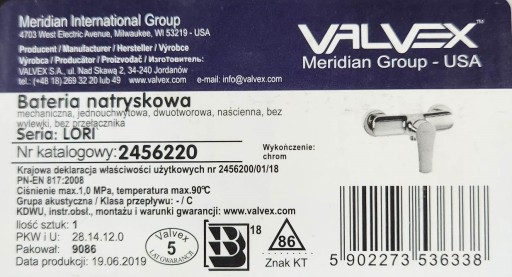 Meridian International Group
4703 West Electric Avenue, Milwaukee, WI 53219 - USA
Producent / Manufacturer / Hersteller / Výrobce
Výrobca / Producător / Proizvođač / Изготовитель:
VALVEX S.A., ul. Nad Skawą 2, 34-240 Jordanów
tel.: (+48 18) 269 32 20 lub 49 www.valvex.com e-mail: info@valvex.com
VALVEX™
Meridian Group - USA
Bateria natryskowa
mechaniczna, jednouchwytowa, dwuotworowa, naścienna, bez
wylewki, bez przełącznika
Seria: LORI
Nr katalogowy: 2456220
Wykończenie:
chrom
Krajowa deklaracja właściwości użytkowych nr 2456200/01/18
PN-EN 817:2008
Ciśnienie max.1,0 MPa, temperatura max.90°C
Grupa akustyczna / Klasa przepływu: - / C
KDWU, instr.obsł., montażu i warunki gwarancji: www.valvex.com
Ilość sztuk: 1
PKW i U: 28.14.12.0
Pakował: 9086
Data produkcji: 19.06.2019
Valvex
5
LAT GWARANCJI
B
18
86
Znak KT
5902273536338